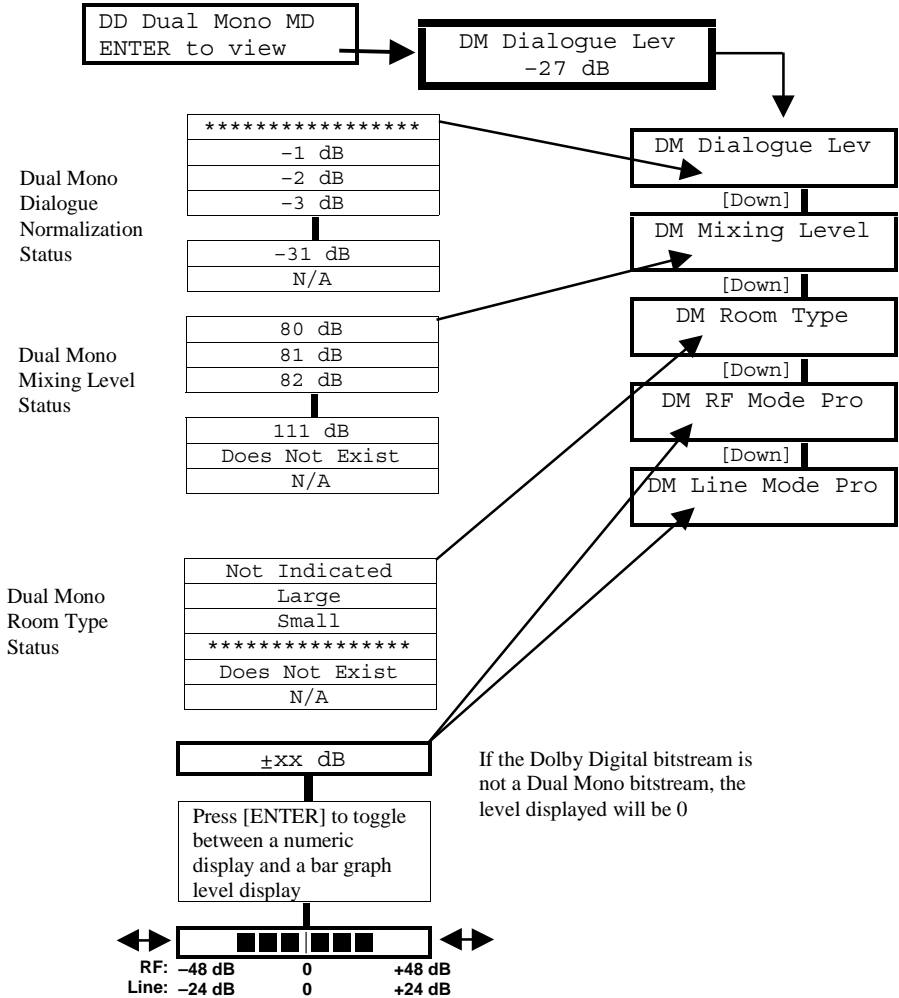 DD Dual Mono MD
ENTER to view
DM Dialogue Lev
−27 dB
Dual Mono
Dialogue
Normalization
Status
*****************
−1 dB
−2 dB
−3 dB
−31 dB
N/A
DM Dialogue Lev
[Down]
DM Mixing Level
[Down]
DM Room Type
[Down]
DM RF Mode Pro
[Down]
DM Line Mode Pro
Dual Mono
Mixing Level
Status
80 dB
81 dB
82 dB
111 dB
Does Not Exist
N/A
Dual Mono
Room Type
Status
Not Indicated
Large
Small
****************
Does Not Exist
N/A
±xx dB
If the Dolby Digital bitstream is
not a Dual Mono bitstream, the
level displayed will be 0
Press [ENTER] to toggle
between a numeric
display and a bar graph
level display
RF: −48 dB 0 +48 dB
Line: −24 dB 0 +24 dB